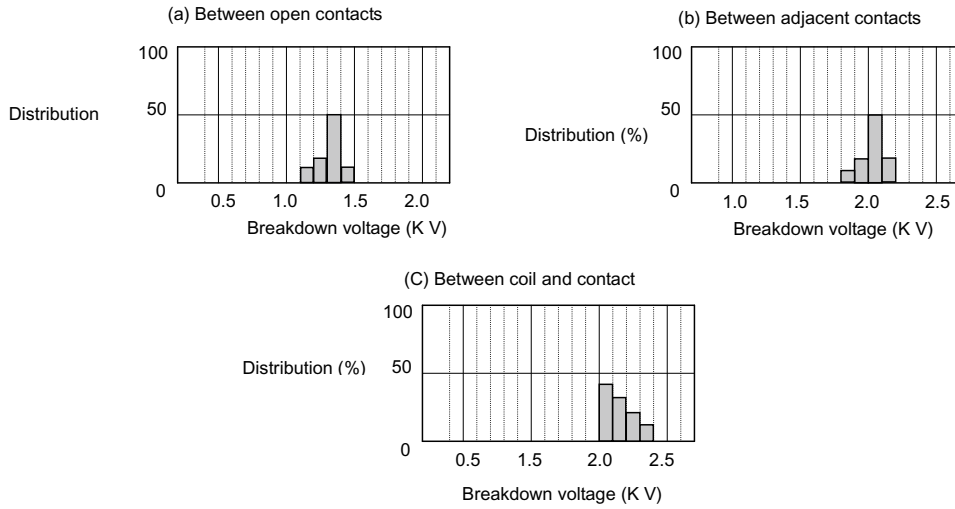 (a) Between open contacts
100
50
0
Distribution
0.5 1.0 1.5 2.0
Breakdown voltage (K V)
(b) Between adjacent contacts
100
50
0
Distribution (%)
1.0 1.5 2.0 2.5
Breakdown voltage (K V)
(C) Between coil and contact
100
50
0
Distribution (%)
0.5 1.5 2.0 2.5
Breakdown voltage (K V)